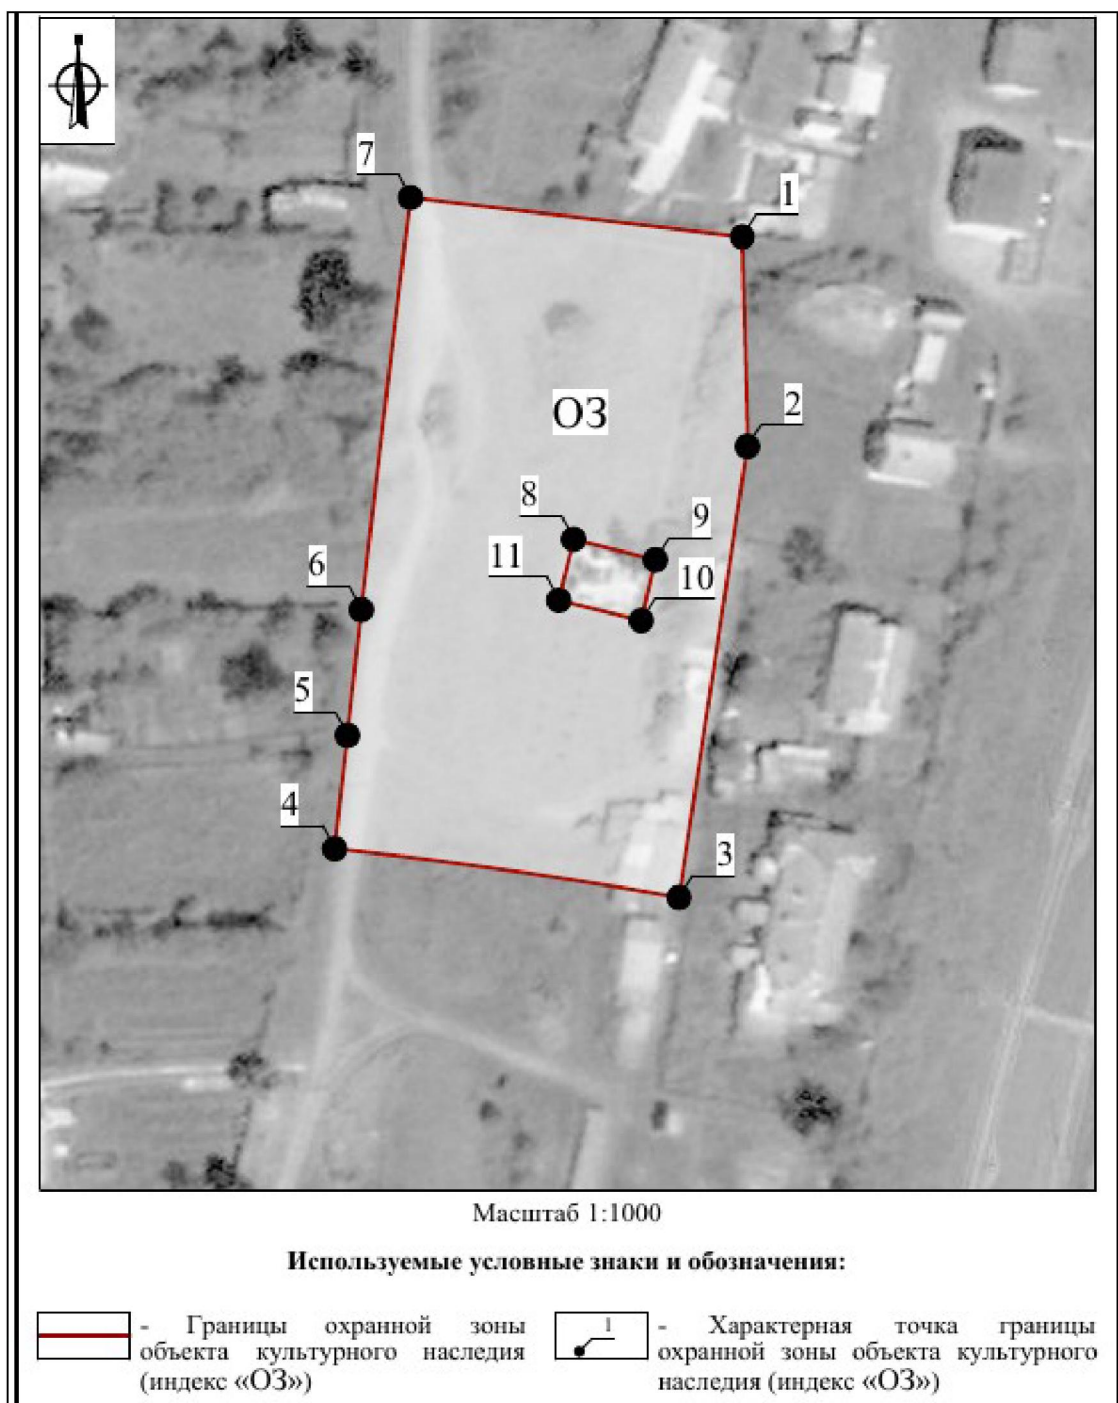 7
1
ОЗ
2
8
9
11
10
6
5
4
3
Масштаб 1:1000
Используемые условные знаки и обозначения:
- Границы охранной зоны
объекта культурного наследия
(индекс «ОЗ»)
1
- Характерная точка границы
охранной зоны объекта культурного
наследия (индекс «ОЗ»)